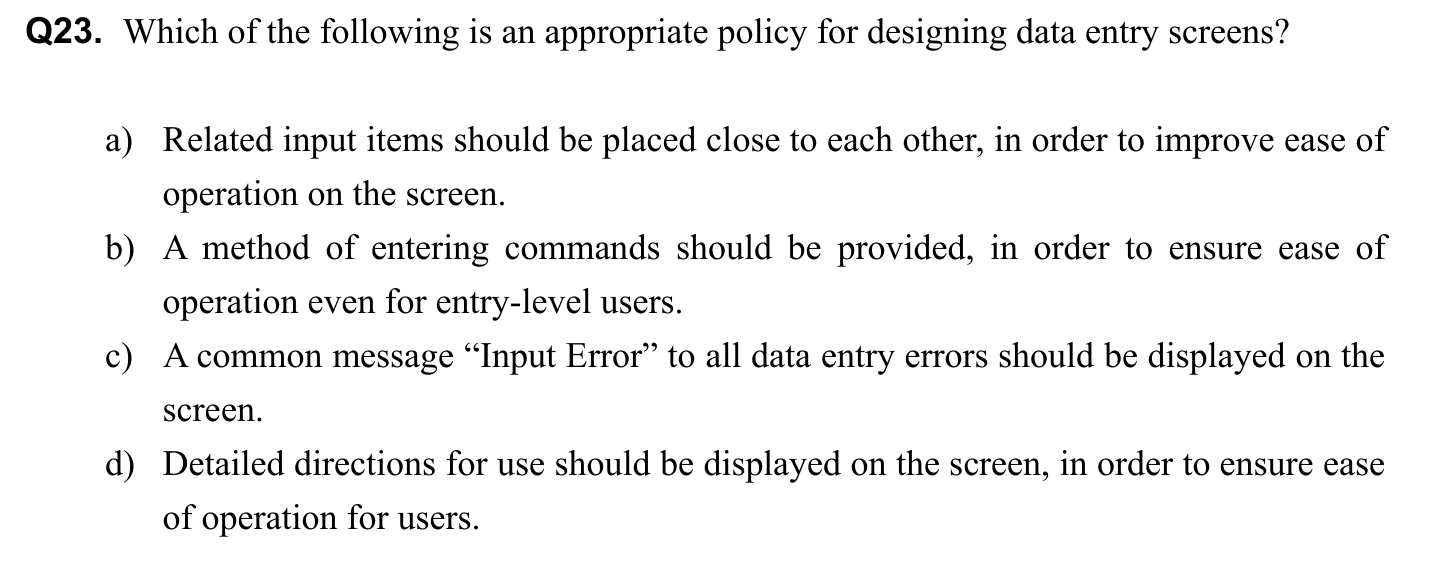 Q23. Which of the following is an appropriate policy for designing data entry screens?
a) Related input items should be placed close to each other, in order to improve ease of
operation on the screen.
b) A method of entering commands should be provided, in order to ensure ease of
operation even for entry-level users.
c) A common message “Input Error” to all data entry errors should be displayed on the
screen.
d) Detailed directions for use should be displayed on the screen, in order to ensure ease
of operation for users.